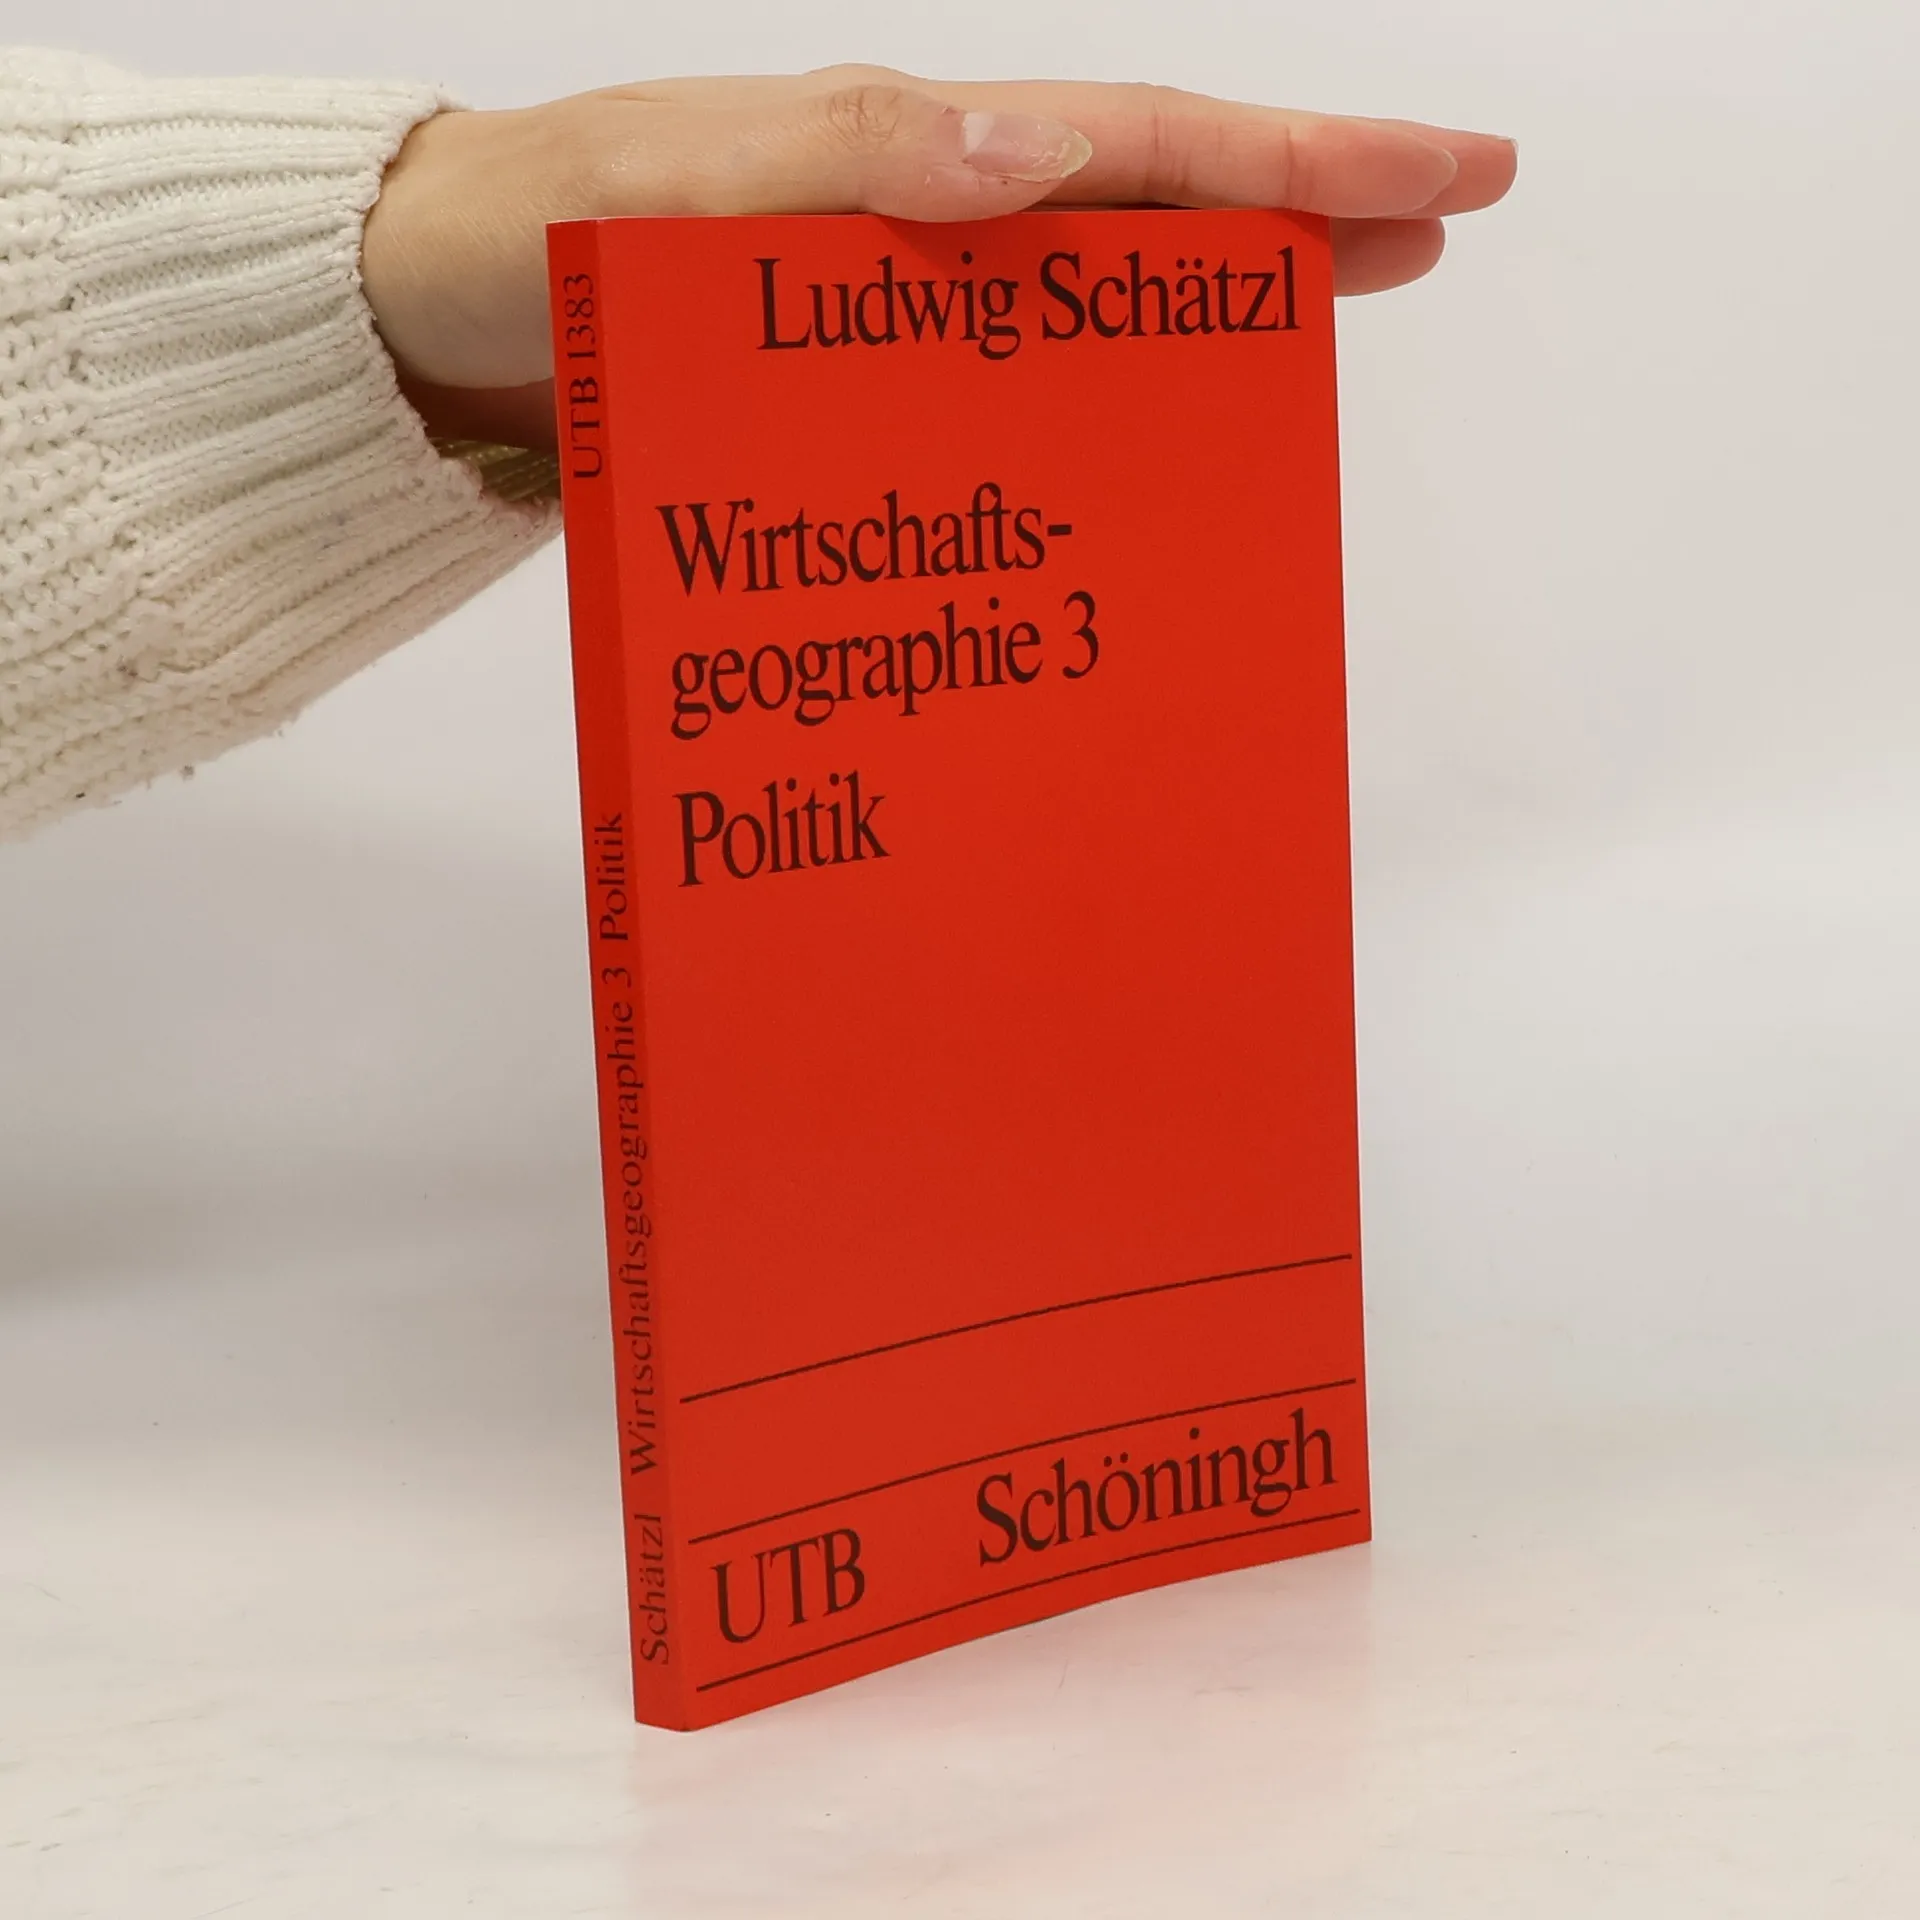 Ludwig Schätzl
Wirtschafts-
geographie 3
Politik
UTB Schöningh
Schätzl Wirtschaftsgeographie 3 Politik UTB 1383